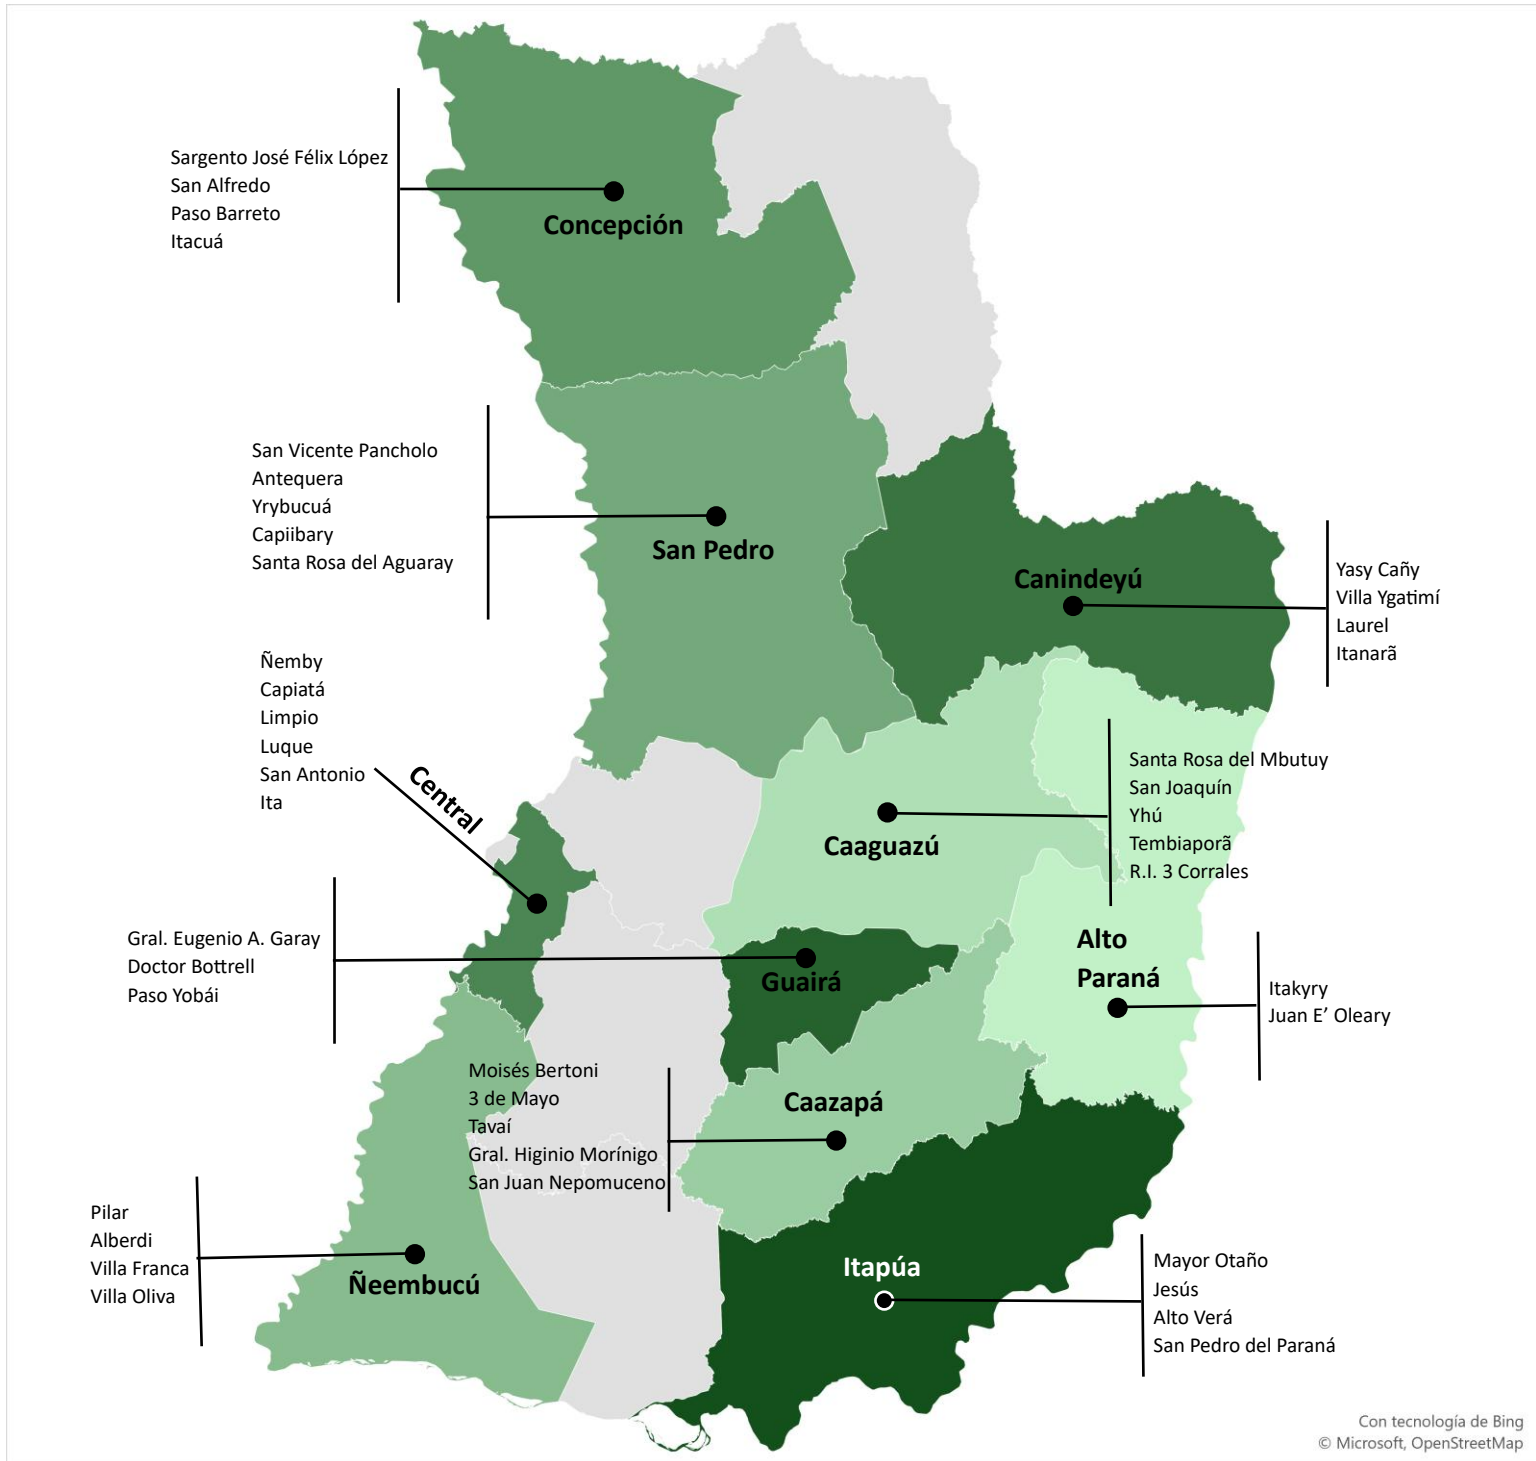 Sargento José Félix López
San Alfredo
Paso Barreto
Itacuá
Concepción
San Vicente Pancholo
Antequera
Yrybucuá
Capiibary
Santa Rosa del Aguaray
San Pedro
Canindeyú
Yasy Cañy
Villa Ygatimí
Laurel
Itanarã
Ñemby
Capiatá
Limpio
Luque
San Antonio
Ita
Central
Santa Rosa del Mbutuy
San Joaquín
Yhú
Tembiaporã
R.I. 3 Corrales
Caaguazú
Gral. Eugenio A. Garay
Doctor Bottrell
Paso Yobái
Guairá
Alto
Paraná
Itakyry
Juan E’ Oleary
Moisés Bertoni
3 de Mayo
Tavaí
Gral. Higinio Morínigo
San Juan Nepomuceno
Caazapá
Pilar
Alberdi
Villa Franca
Villa Oliva
Ñeembucú
Itapúa
Mayor Otaño
Jesús
Alto Verá
San Pedro del Paraná
Con tecnología de Bing
© Microsoft, OpenStreetMap